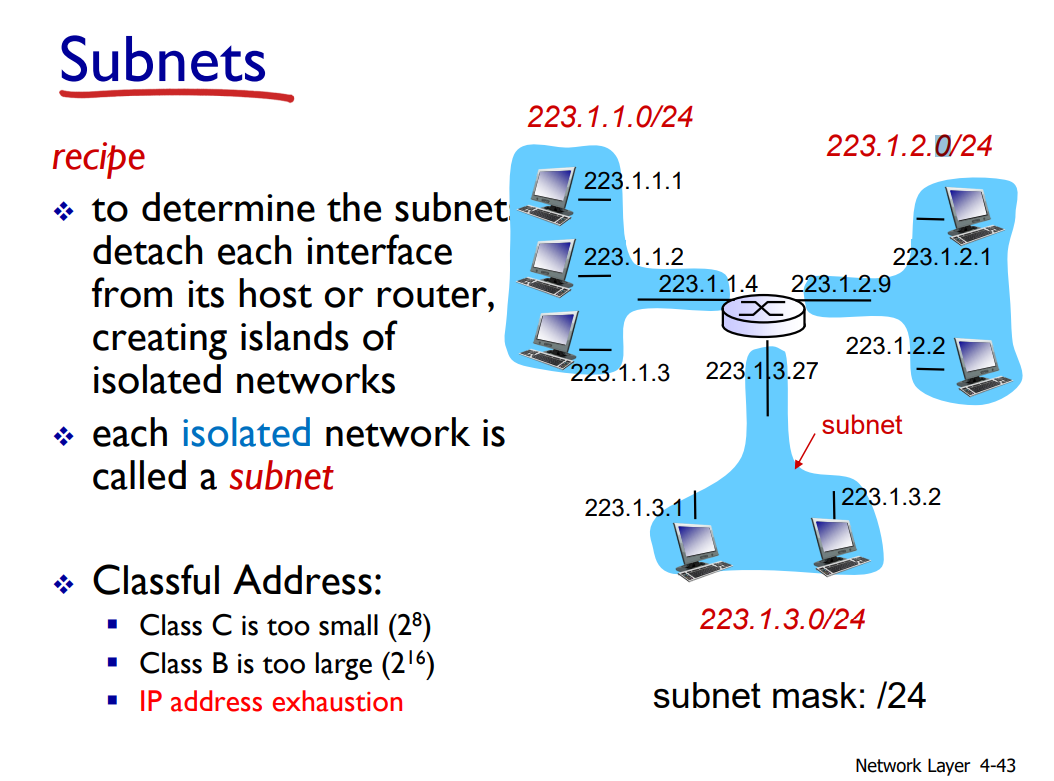 Subnets
recipe
to determine the subnets
detach each interface
from its host or router,
creating islands of
isolated networks
each isolated network is
called a subnet
Classful Address:
Class C is too small (2⁸)
Class B is too large (2¹⁶)
IP address exhaustion
223.1.1.0/24
223.1.2.0/24
223.1.1.1
223.1.1.2
223.1.1.4
223.1.2.9
223.1.2.1
223.1.2.2
223.1.1.3
223.1.3.27
subnet
223.1.3.1
223.1.3.2
223.1.3.0/24
subnet mask: /24
Network Layer 4-43